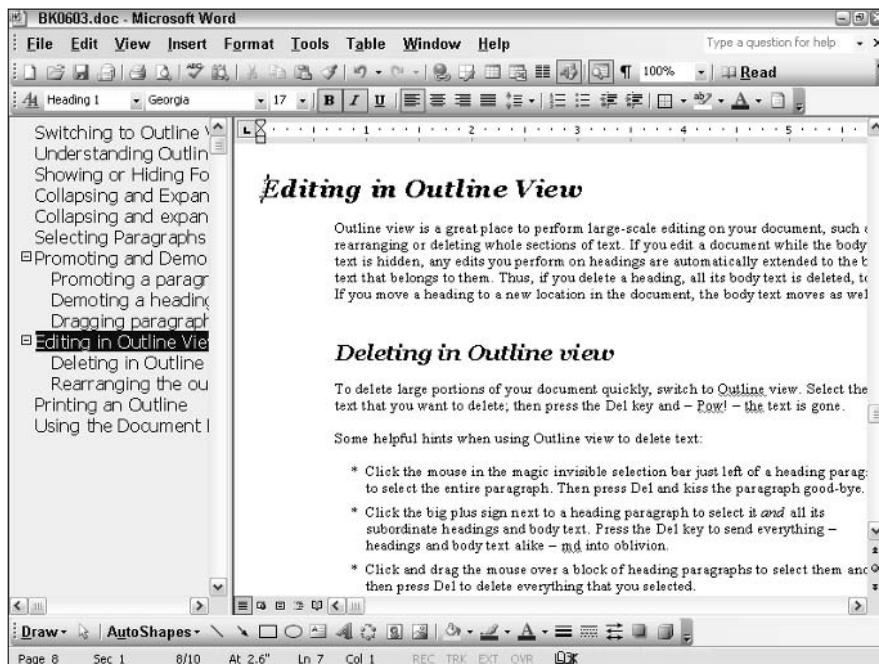 BK0603.doc - Microsoft Word
File Edit View Insert Format Tools Table Window Help Type a question for help
100% Read
Heading 1 Georgia 17 B I U
Switching to Outline
Understanding Outlin
Showing or Hiding Fo
Collapsing and Expan
Collapsing and expan
Selecting Paragraphs
Promoting and Demo
Promoting a paragr
Demoting a heading
Dragging paragraph
Editing in Outline Vie
Deleting in Outline
Rearranging the ou
Printing an Outline
Using the Document
1 2 3 4 5
Editing in Outline View
Outline view is a great place to perform large-scale editing on your document, such
rearranging or deleting whole sections of text. If you edit a document while the body
text is hidden, any edits you perform on headings are automatically extended to the
text that belongs to them. Thus, if you delete a heading, all its body text is deleted,
If you move a heading to a new location in the document, the body text moves as
Deleting in Outline view
To delete large portions of your document quickly, switch to Outline view. Select the
text that you want to delete; then press the Del key and – Pow! – the text is gone.
Some helpful hints when using Outline view to delete text:
* Click the mouse in the magic invisible selection bar just left of a heading parag
to select the entire paragraph. Then press Del and kiss the paragraph good-bye.
* Click the big plus sign next to a heading paragraph to select it and all its
subordinate headings and body text. Press the Del key to send everything –
headings and body text alike – md into oblivion.
* Click and drag the mouse over a block of heading paragraphs to select them and
then press Del to delete everything that you selected.
Draw AutoShapes
Page 8 Sec 1 8/10 At 2.6" Ln 7 Col 1 REC TRK EXT OVR